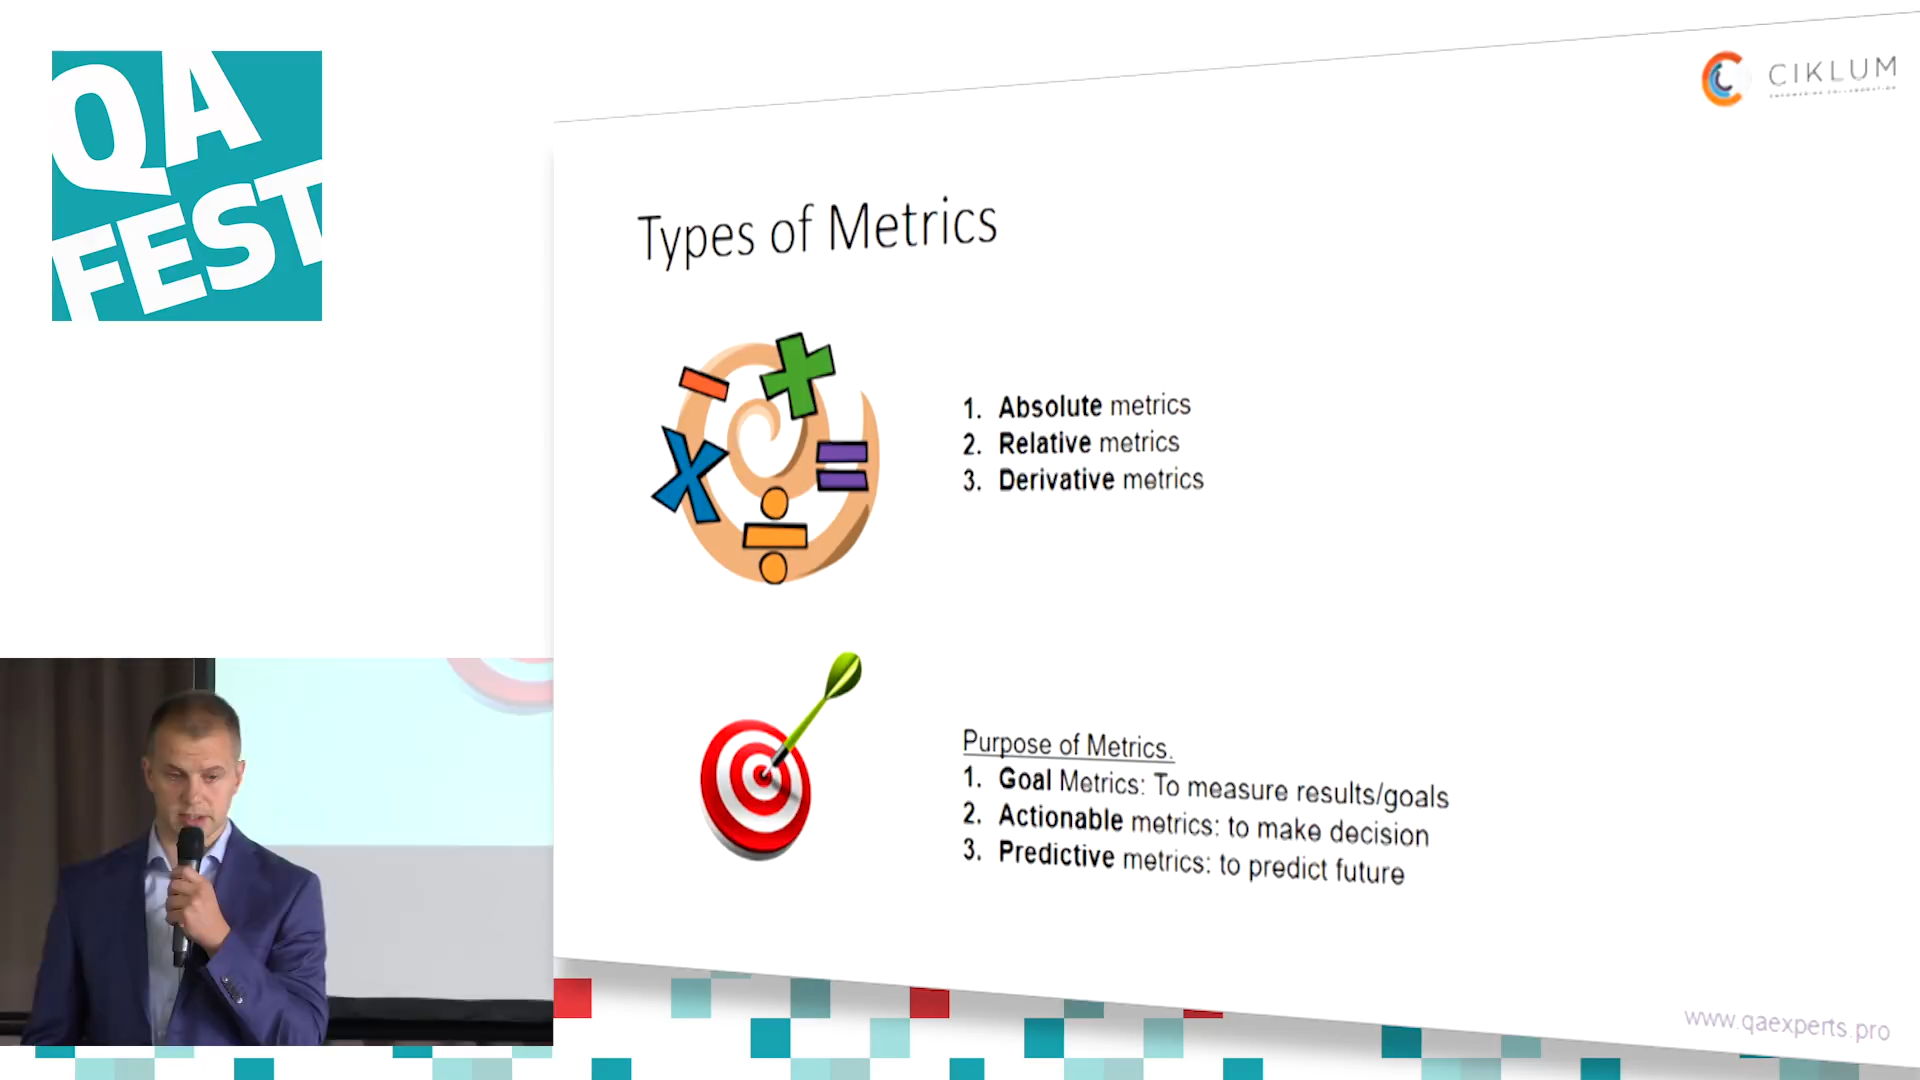 QA
FEST
CIKLUM
Types of Metrics
1. Absolute metrics
2. Relative metrics
3. Derivative metrics
Purpose of Metrics.
1. Goal Metrics: To measure results/goals
2. Actionable metrics: to make decision
3. Predictive metrics: to predict future
www.qaexperts.pro